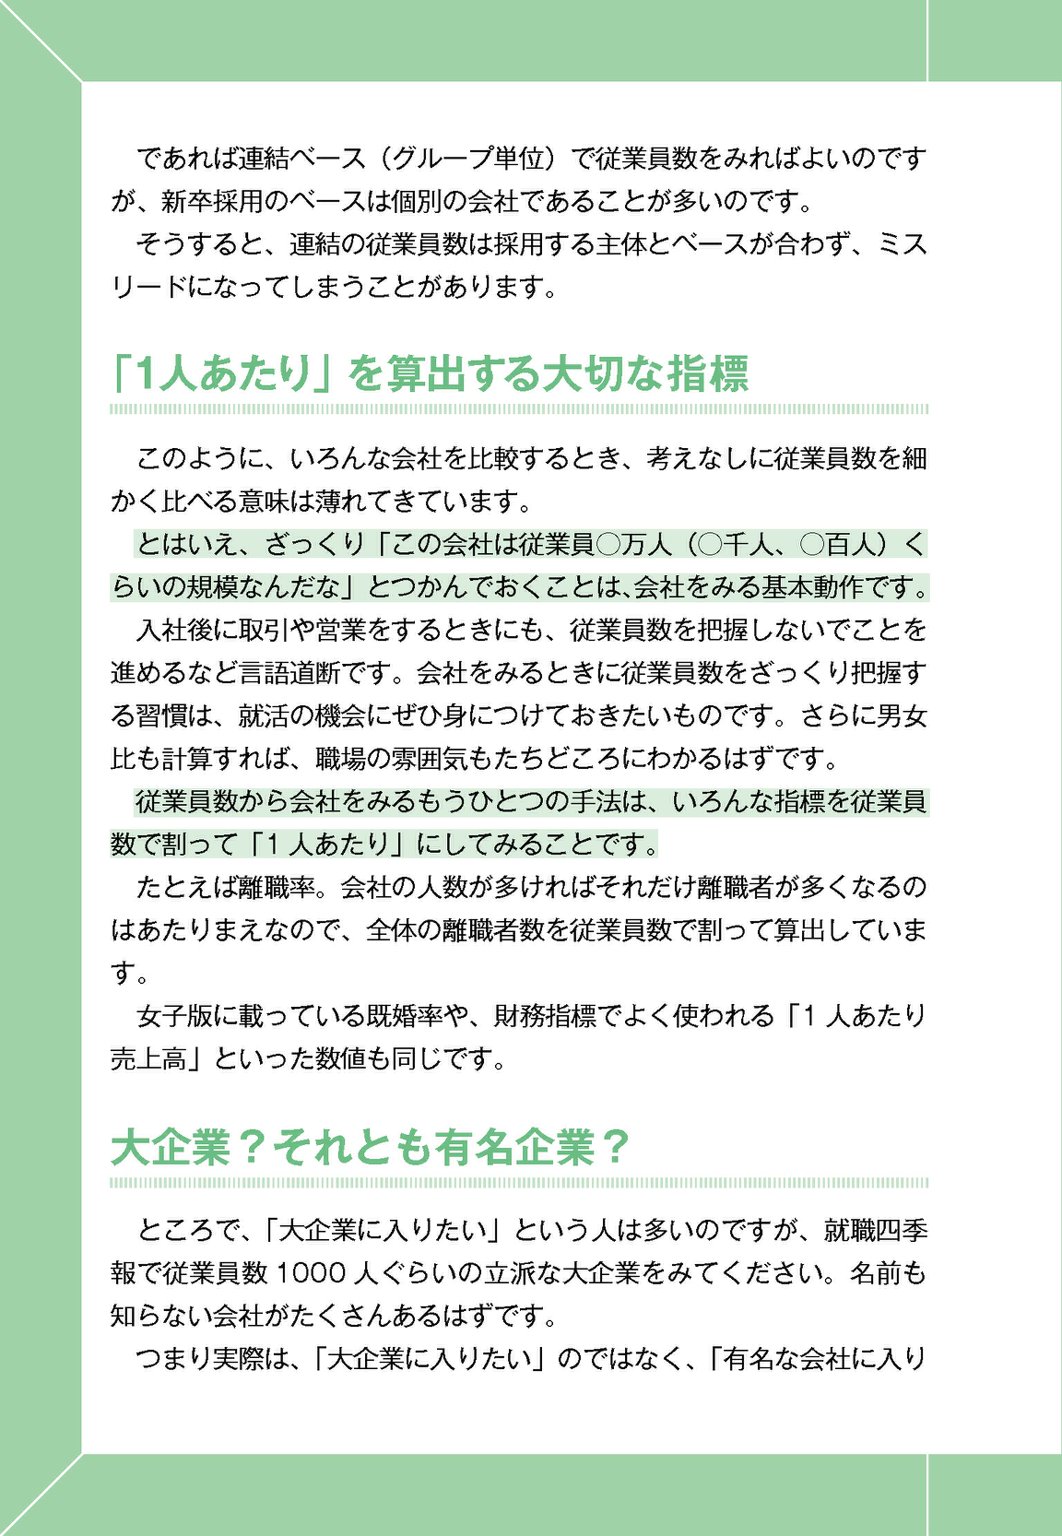 であれば連結ベース（グループ単位）で従業員数をみればよいのです
が、新卒採用のベースは個別の会社であることが多いのです。
そうすると、連結の従業員数は採用する主体とベースが合わず、ミス
リードになってしまうことがあります。
「1人あたり」を算出する大切な指標
このように、いろんな会社を比較するとき、考えなしに従業員数を細
かく比べる意味は薄れてきています。
とはいえ、ざっくり「この会社は従業員◯万人（◯千人、◯百人）く
らいの規模なんだな」とつかんでおくことは、会社をみる基本動作です。
入社後に取引や営業をするときにも、従業員数を把握しないでことを
進めるなど言語道断です。会社をみるときに従業員数をざっくり把握す
る習慣は、就活の機会にぜひ身につけておきたいものです。さらに男女
比も計算すれば、職場の雰囲気もたちどころにわかるはずです。
従業員数から会社をみるもうひとつの手法は、いろんな指標を従業員
数で割って「1 人あたり」にしてみることです。
たとえば離職率。会社の人数が多ければそれだけ離職者が多くなるの
はあたりまえなので、全体の離職者数を従業員数で割って算出していま
す。
女子版に載っている既婚率や、財務指標でよく使われる「1 人あたり
売上高」といった数値も同じです。
大企業？それとも有名企業？
ところで、「大企業に入りたい」という人は多いのですが、就職四季
報で従業員数 1000 人ぐらいの立派な大企業をみてください。名前も
知らない会社がたくさんあるはずです。
つまり実際は、「大企業に入りたい」のではなく、「有名な会社に入り